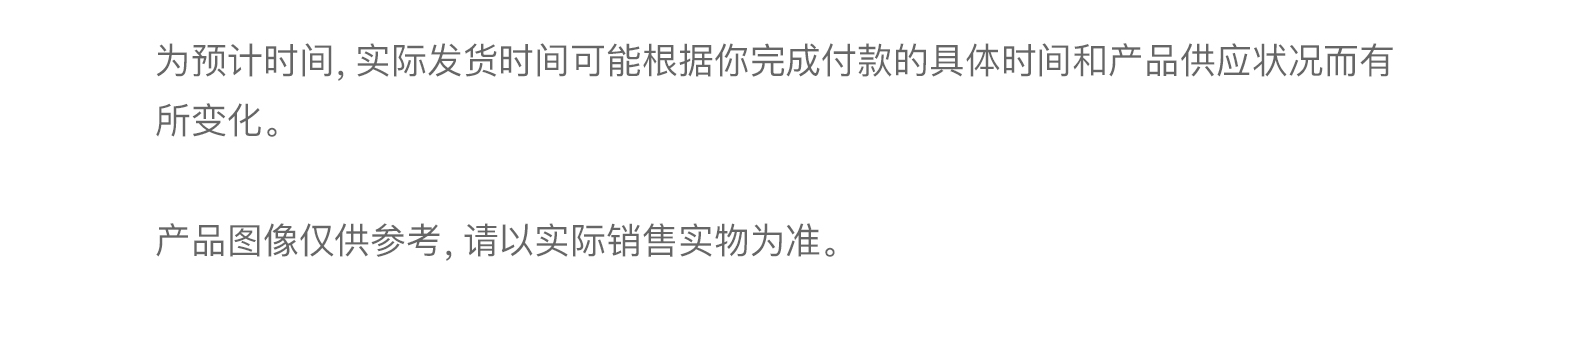 为预计时间, 实际发货时间可能根据你完成付款的具体时间和产品供应状况而有
所变化。
产品图像仅供参考, 请以实际销售实物为准。